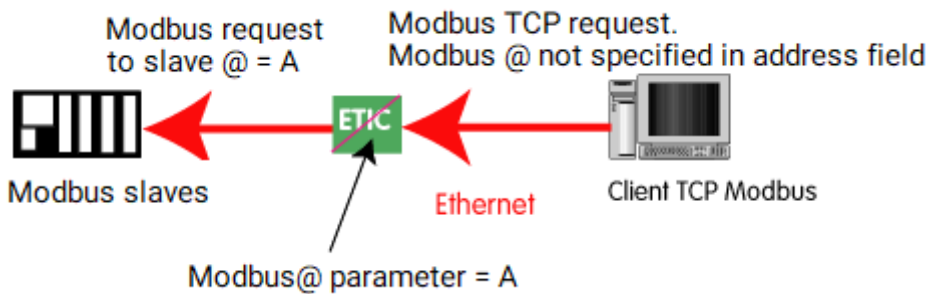 Modbus request
to slave @ = A
Modbus TCP request.
Modbus @ not specified in address field
ETIC
Modbus slaves
Ethernet
Client TCP Modbus
Modbus@ parameter = A